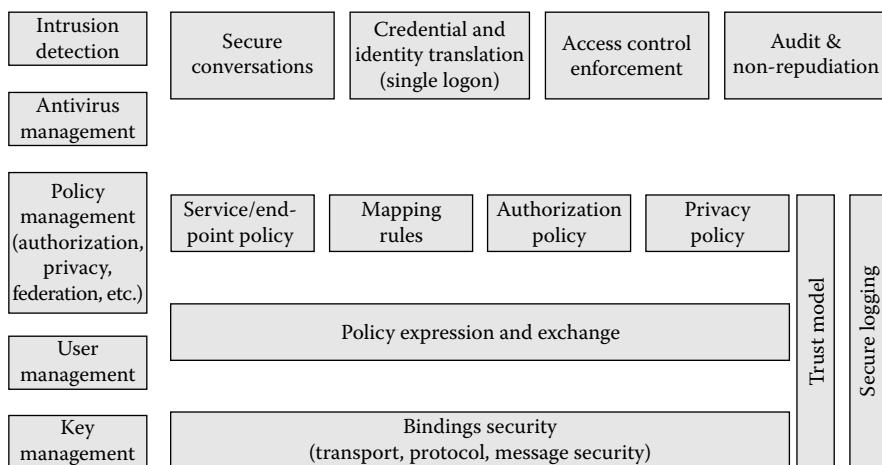 Intrusion
detection
Secure
conversations
Credential and
identity translation
(single logon)
Access control
enforcement
Audit &
non-repudiation
Antivirus
management
Policy
management
(authorization,
privacy,
federation, etc.)
Service/end-
point policy
Mapping
rules
Authorization
policy
Privacy
policy
Trust model
Secure logging
Policy expression and exchange
User
management
Key
management
Bindings security
(transport, protocol, message security)